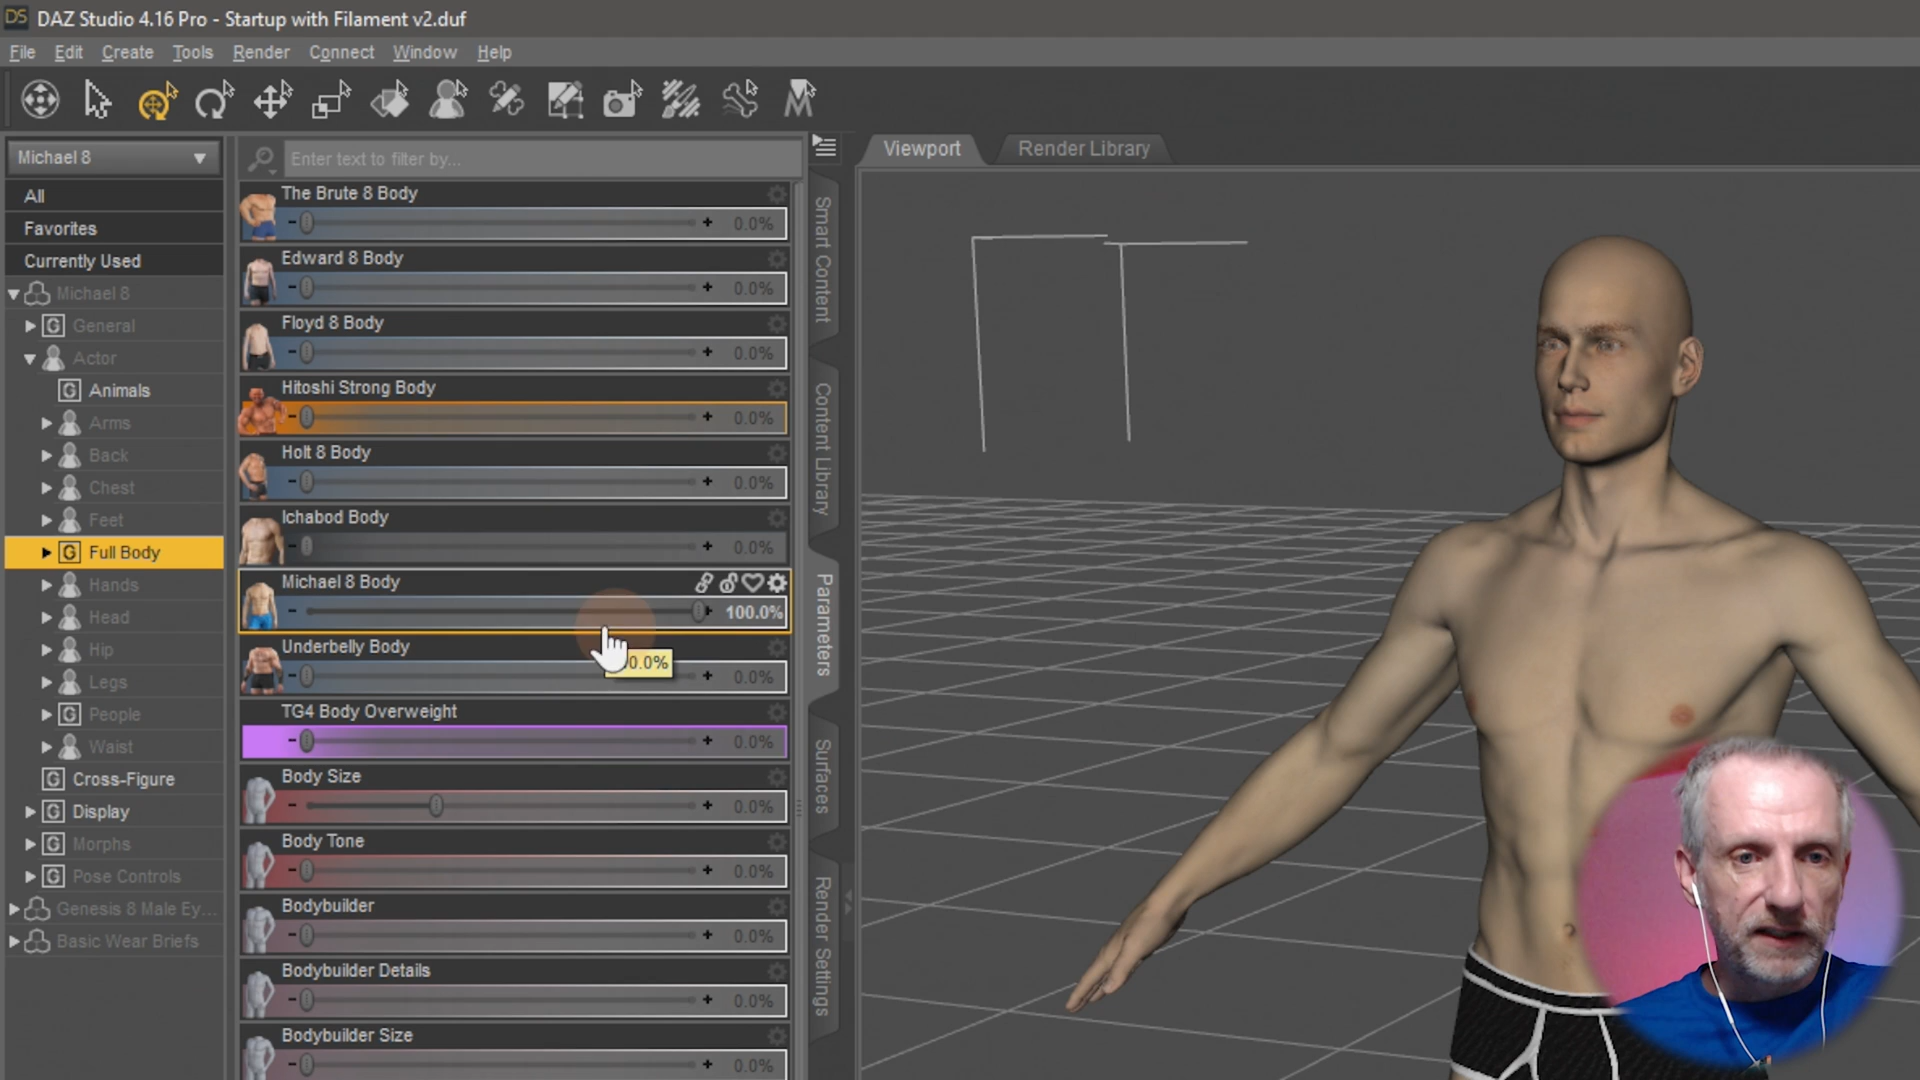 DS DAZ Studio 4.16 Pro - Startup with Filament v2.duf
File Edit Create Tools Render Connect Window Help
Michael 8
All
Favorites
Currently Used
Michael 8
G General
Actor
G Animals
Arms
Back
Chest
Feet
G Full Body
Hands
Head
Hip
Legs
G People
Waist
G Cross-Figure
G Display
G Morphs
G Pose Controls
Genesis 8 Male Ey...
Basic Wear Briefs
Enter text to filter by...
The Brute 8 Body
- + 0.0%
Edward 8 Body
- + 0.0%
Floyd 8 Body
- + 0.0%
Hitoshi Strong Body
- + 0.0%
Holt 8 Body
- + 0.0%
Ichabod Body
- + 0.0%
Michael 8 Body
- + 100.0%
Underbelly Body
- + 0.0%
0.0%
TG4 Body Overweight
- + 0.0%
Body Size
- + 0.0%
Body Tone
- + 0.0%
Bodybuilder
- + 0.0%
Bodybuilder Details
- + 0.0%
Bodybuilder Size
- + 0.0%
Smart Content
Content Library
Parameters
Surfaces
Render Settings
Viewport
Render Library